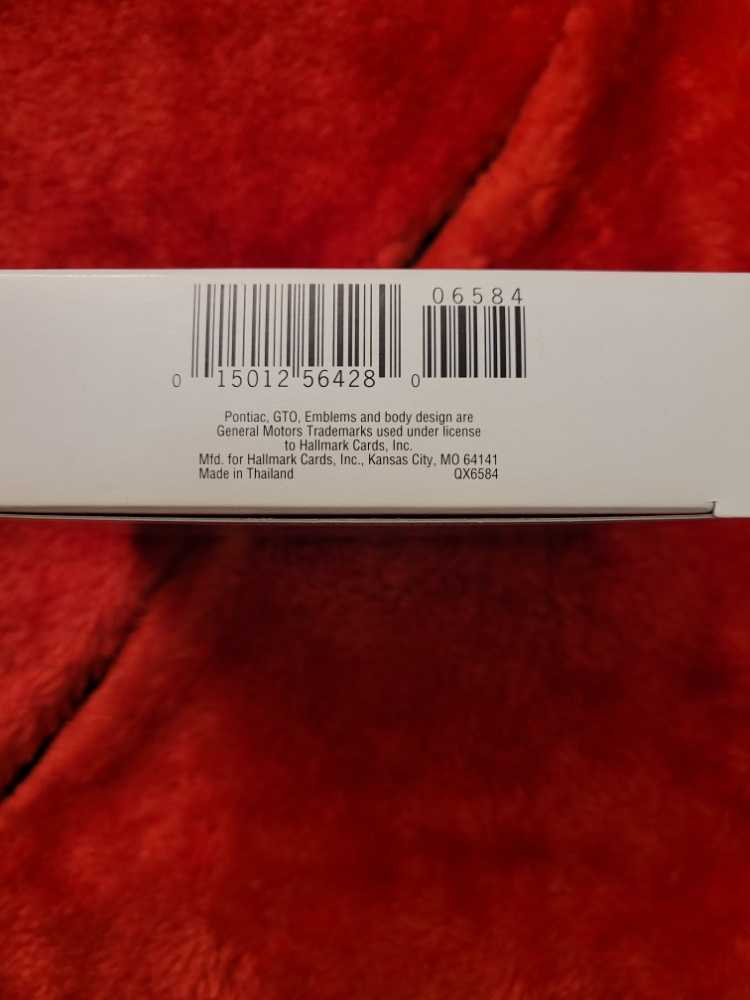 06584
0 15012 56428 0
Pontiac, GTO, Emblems and body design are
General Motors Trademarks used under license
to Hallmark Cards, Inc.
Mfd. for Hallmark Cards, Inc., Kansas City, MO 64141
Made in Thailand QX6584